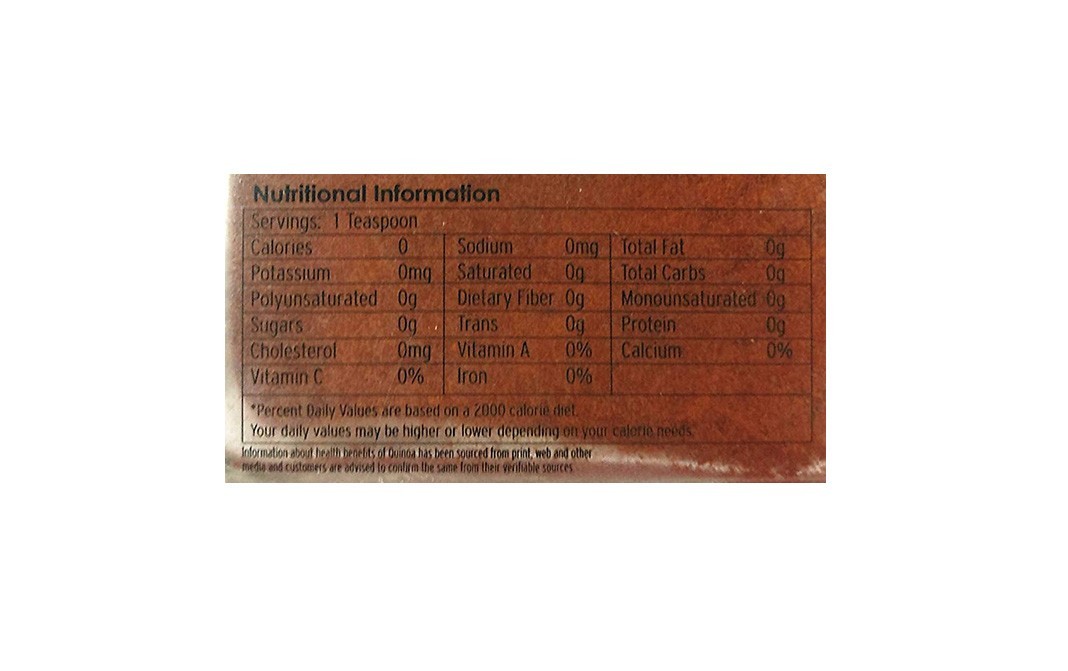 Nutritional Information
Servings: 1 Teaspoon
Calories 0 Sodium 0mg Total Fat 0g
Potassium 0mg Saturated 0g Total Carbs 0g
Polyunsaturated 0g Dietary Fiber 0g Monounsaturated 0g
Sugars 0g Trans 0g Protein 0g
Cholesterol 0mg Vitamin A 0% Calcium 0%
Vitamin C 0% Iron 0%
*Percent Daily Values are based on a 2000 calorie diet.
Your daily values may be higher or lower depending on your calorie needs.
Information about health benefits of Quinoa has been sourced from print, web and other
media and customers are advised to confirm the same from their verifiable sources